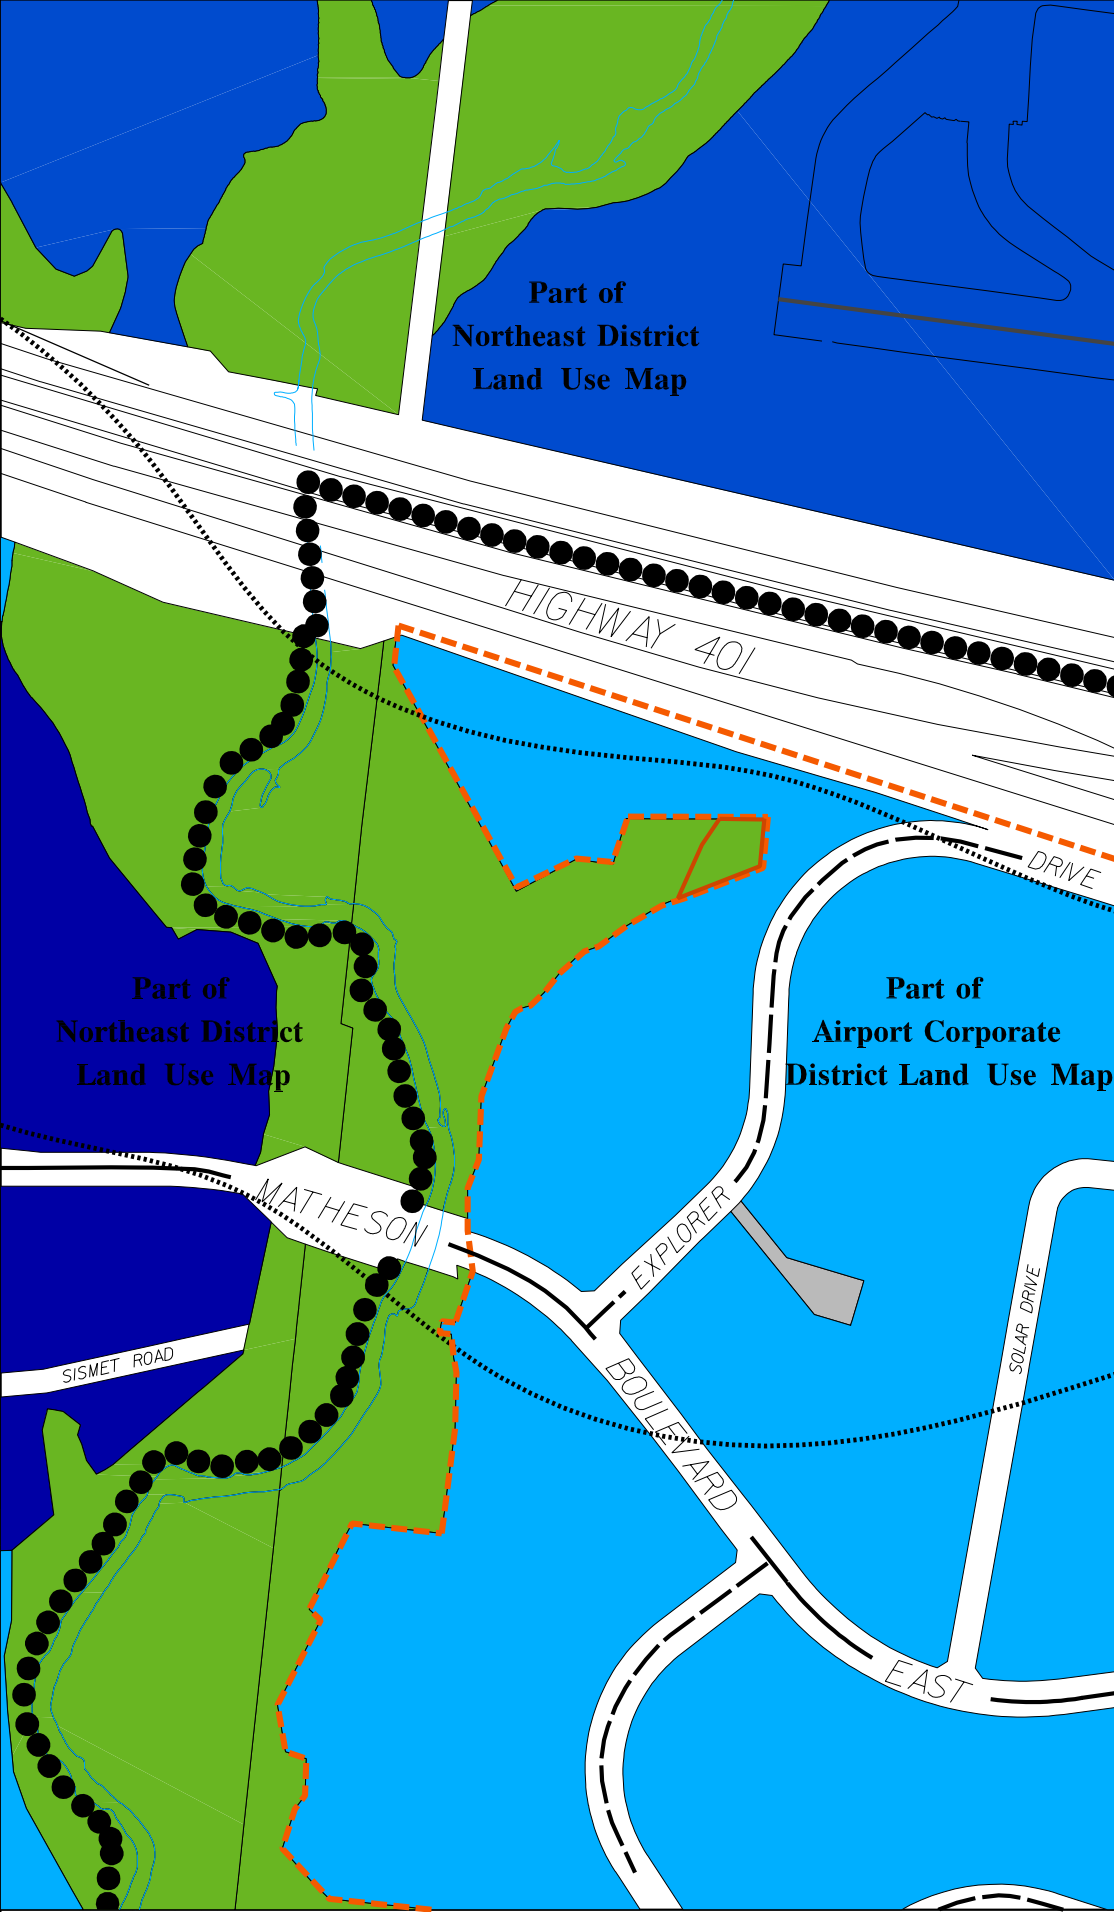 Part of
Northeast District
Land Use Map
HIGHWAY 401
DRIVE
Part of
Northeast District
Land Use Map
Part of
Airport Corporate
District Land Use Map
MATHESON
EXPLORER
SOLAR DRIVE
SISMET ROAD
BOULEVARD
EAST